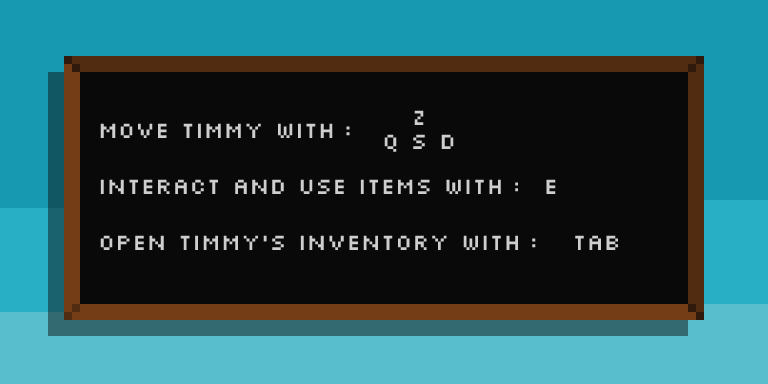 Z
MOVE TIMMY WITH :
Q S D
INTERACT AND USE ITEMS WITH : E
OPEN TIMMY'S INVENTORY WITH : TAB